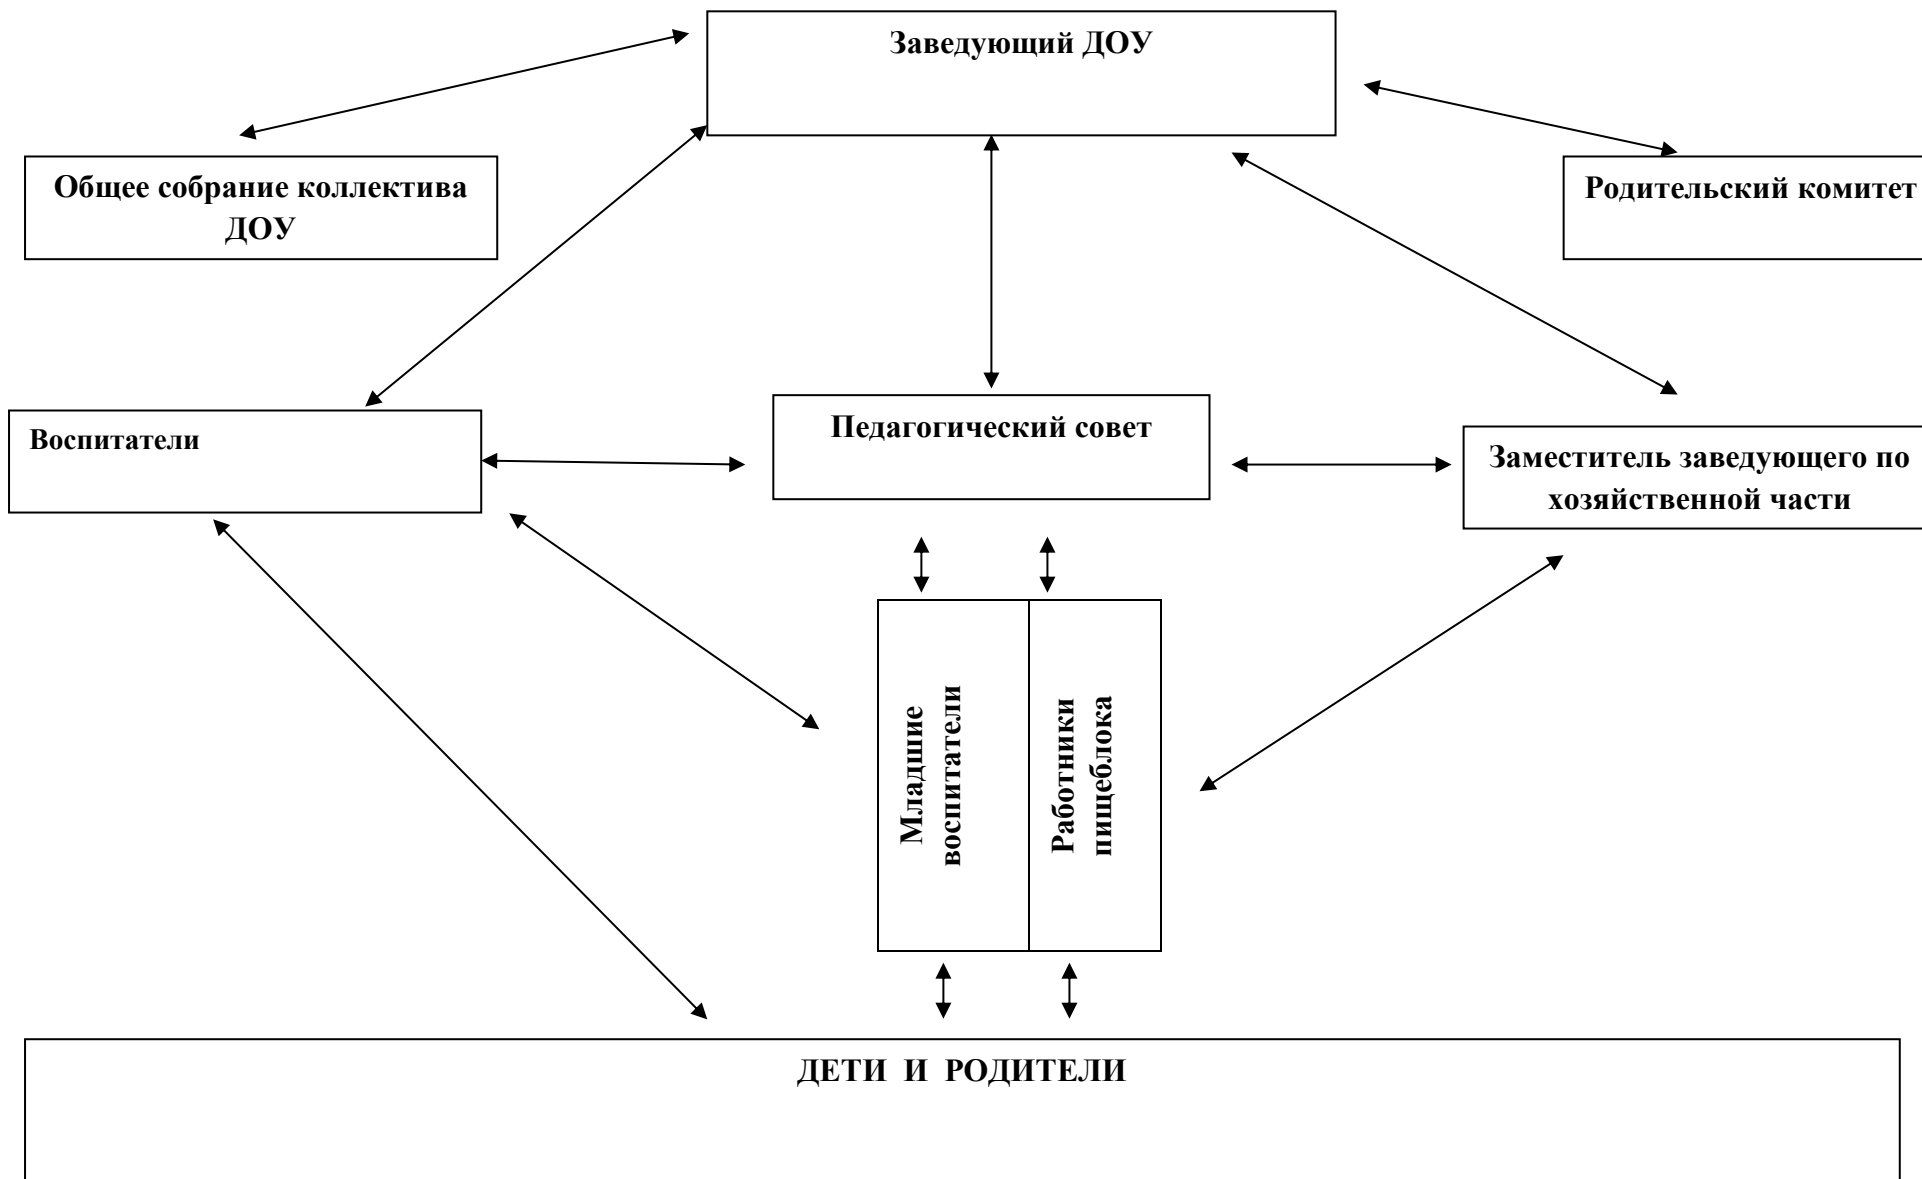 Заведующий ДОУ
Общее собрание коллектива
ДОУ
Родительский комитет
Воспитатели
Педагогический совет
Заместитель заведующего по
хозяйственной части
Младшие
воспитатели
Работники
пищеблока
ДЕТИ И РОДИТЕЛИ